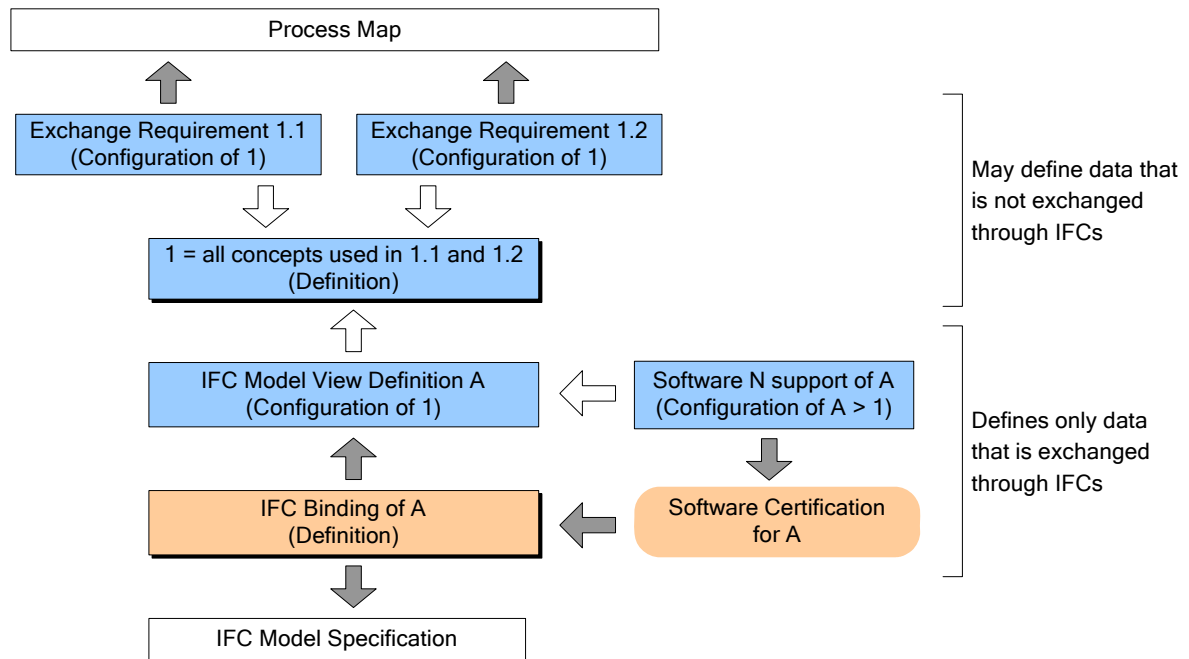 Process Map
Exchange Requirement 1.1
(Configuration of 1)
Exchange Requirement 1.2
(Configuration of 1)
May define data that
is not exchanged
through IFCs
1 = all concepts used in 1.1 and 1.2
(Definition)
IFC Model View Definition A
(Configuration of 1)
Software N support of A
(Configuration of A > 1)
Defines only data
that is exchanged
through IFCs
IFC Binding of A
(Definition)
Software Certification
for A
IFC Model Specification